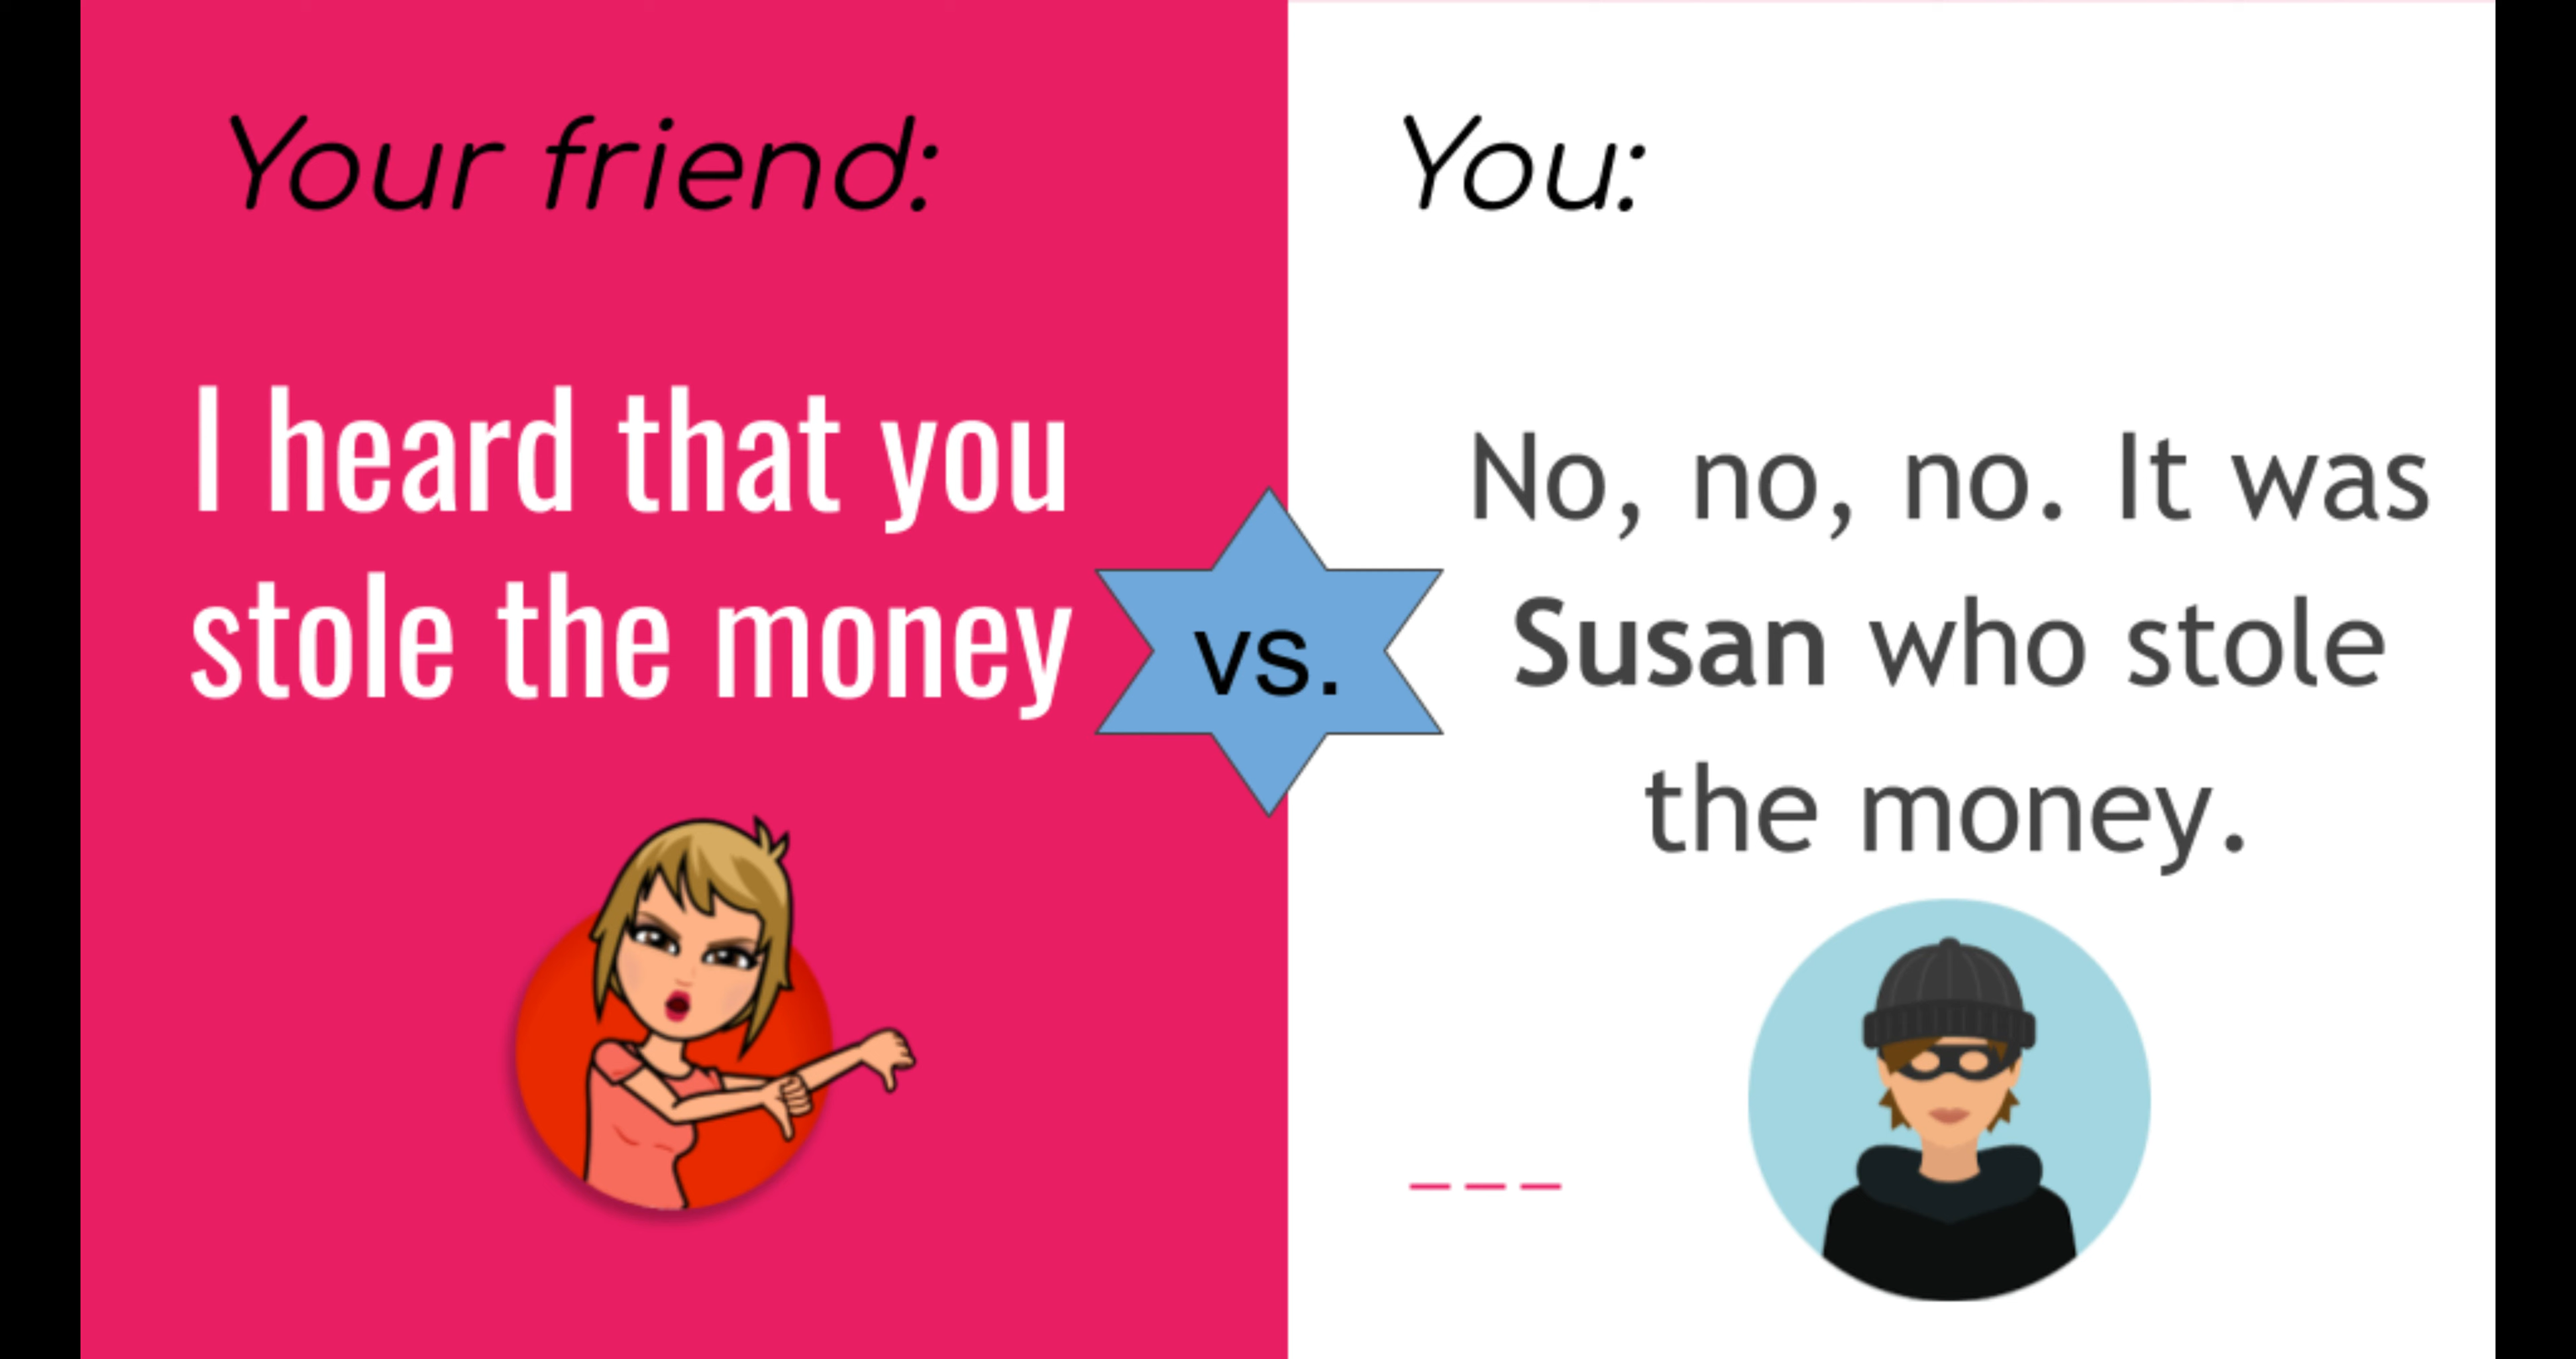 Your friend:
I heard that you
stole the money
vs.
You:
No, no, no. It was
Susan who stole
the money.